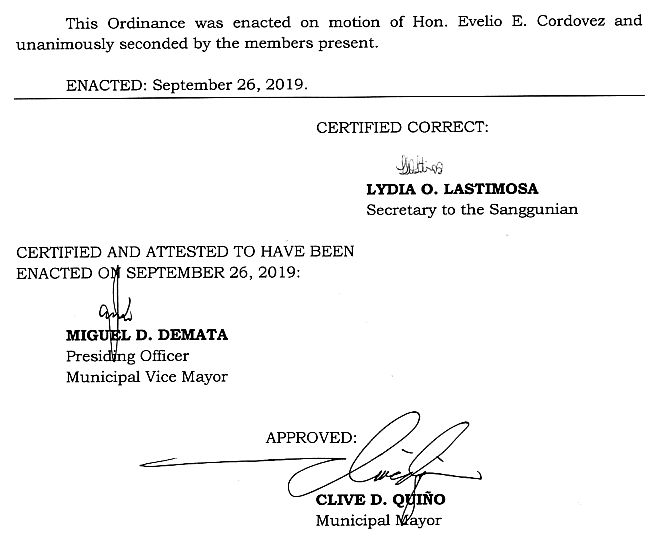 This Ordinance was enacted on motion of Hon. Evelio E. Cordovez and
unanimously seconded by the members present.
ENACTED: September 26, 2019.
CERTIFIED CORRECT:
LYDIA O. LASTIMOSA
Secretary to the Sanggunian
CERTIFIED AND ATTESTED TO HAVE BEEN
ENACTED ON SEPTEMBER 26, 2019:
MIGUEL D. DEMATA
Presiding Officer
Municipal Vice Mayor
APPROVED:
CLIVE D. QUIÑO
Municipal Mayor